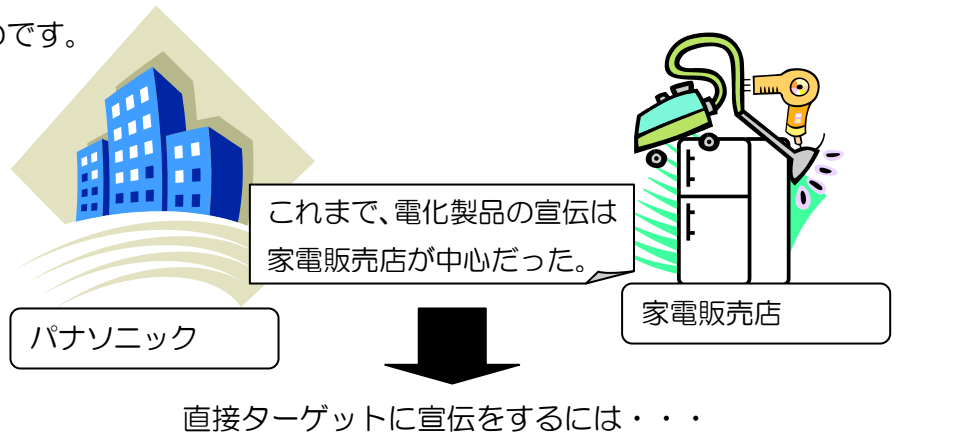 のです。
これまで、電化製品の宣伝は
家電販売店が中心だった。
家電販売店
パナソニック
直接ターゲットに宣伝をするには・・・